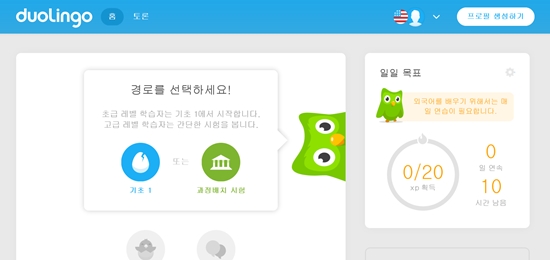 duolingo
홈
토론
프로필 생성하기
경로를 선택하세요!
초급 레벨 학습자는 기초 1에서 시작합니다.
고급 레벨 학습자는 간단한 시험을 봅니다.
또는
기초 1
과정배치 시험
일일 목표
외국어를 배우기 위해서는 매
일 연습이 필요합니다.
0/20
XP 획득
0
일 연속
10
시간 남음